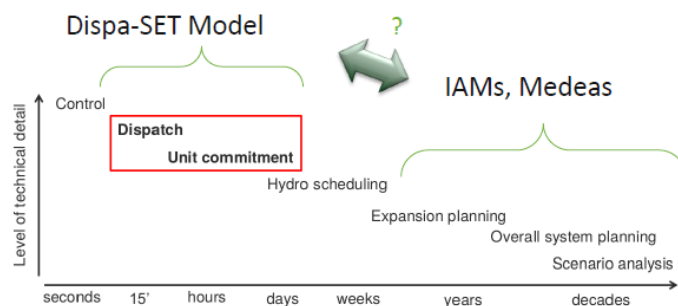 Dispa-SET Model
?
IAMs, Medeas
Level of technical detail
Control
Dispatch
Unit commitment
Hydro scheduling
Expansion planning
Overall system planning
Scenario analysis
seconds 15' hours days weeks years decades